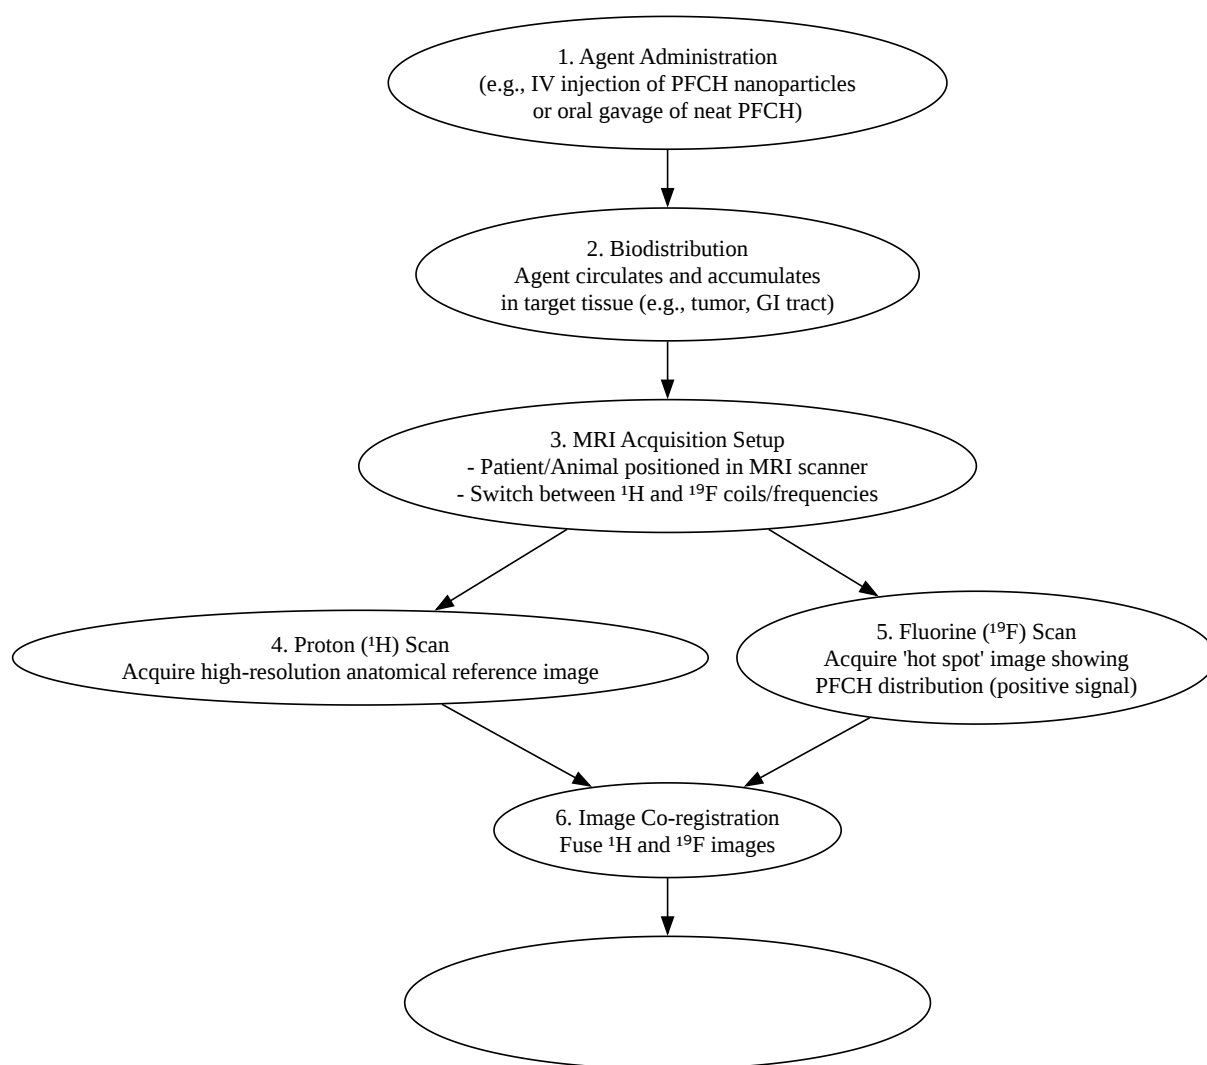 1. Agent Administration
(e.g., IV injection of PFCH nanoparticles
or oral gavage of neat PFCH)
2. Biodistribution
Agent circulates and accumulates
in target tissue (e.g., tumor, GI tract)
3. MRI Acquisition Setup
- Patient/Animal positioned in MRI scanner
- Switch between ¹H and ¹⁹F coils/frequencies
4. Proton (¹H) Scan
Acquire high-resolution anatomical reference image
5. Fluorine (¹⁹F) Scan
Acquire 'hot spot' image showing
PFCH distribution (positive signal)
6. Image Co-registration
Fuse ¹H and ¹⁹F images